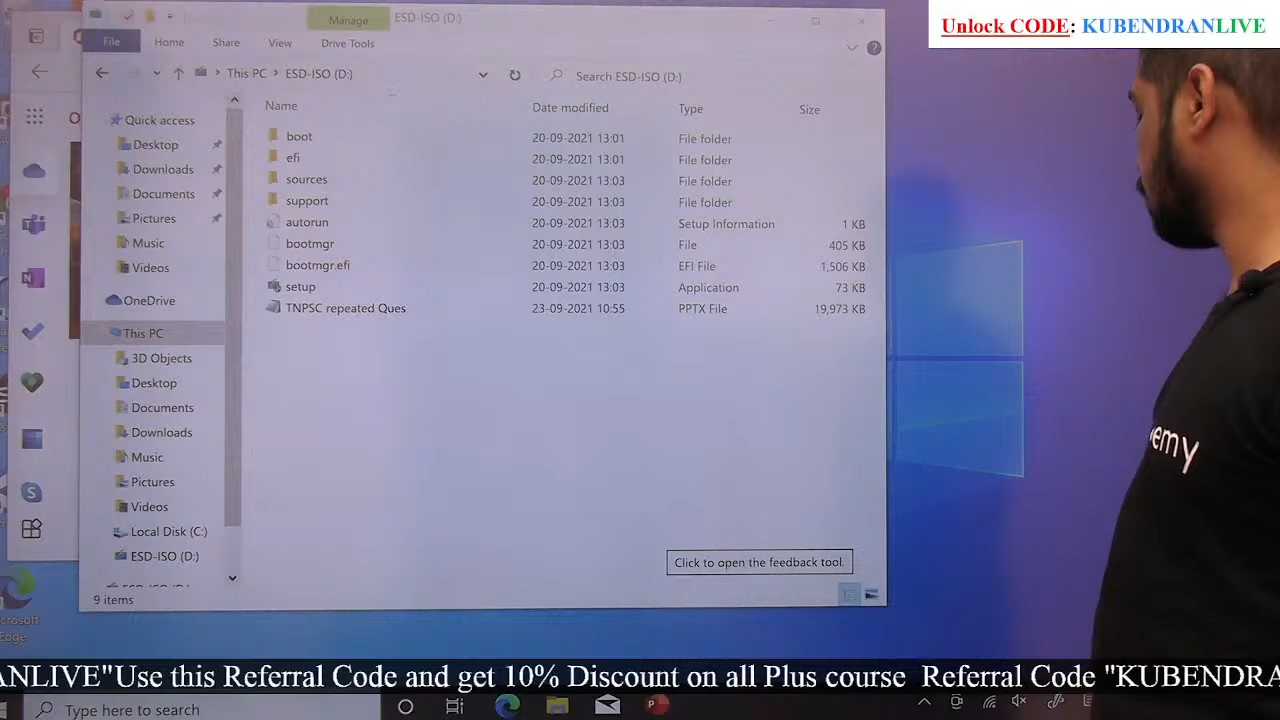 Unlock CODE: KUBENDRANLIVE
Manage
ESD-ISO (D:)
File
Home
Share
View
Drive Tools
This PC > ESD-ISO (D:)
Search ESD-ISO (D:)
Name
Date modified
Type
Size
boot
20-09-2021 13:01
File folder
efi
20-09-2021 13:01
File folder
sources
20-09-2021 13:03
File folder
support
20-09-2021 13:03
File folder
autorun
20-09-2021 13:03
Setup Information
1 KB
bootmgr
20-09-2021 13:03
File
405 KB
bootmgr.efi
20-09-2021 13:03
EFI File
1,506 KB
setup
20-09-2021 13:03
Application
73 KB
TNPSC repeated Ques
23-09-2021 10:55
PPTX File
19,973 KB
Quick access
Desktop
Downloads
Documents
Pictures
Music
Videos
OneDrive
This PC
3D Objects
Desktop
Documents
Downloads
Music
Pictures
Videos
Local Disk (C:)
ESD-ISO (D:)
9 items
Click to open the feedback tool.
emy
Edge
ANLIVE"Use this Referral Code and get 10% Discount on all Plus course Referral Code "KUBENDRA
Type here to search